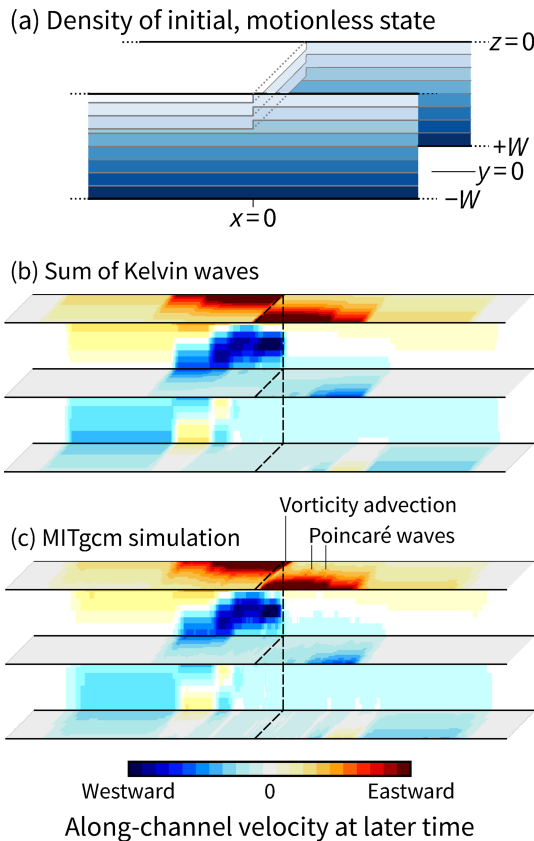 (a) Density of initial, motionless state
z=0
+W
y=0
−W
x=0
(b) Sum of Kelvin waves
Vorticity advection
(c) MITgcm simulation
Poincaré waves
Westward 0 Eastward
Along-channel velocity at later time